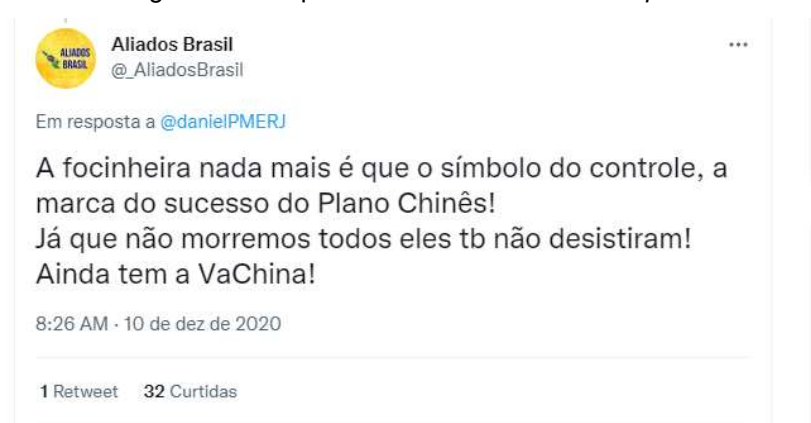 ALIADOS
BRASIL
Aliados Brasil
@_AliadosBrasil
...
Em resposta a @danielPMERJ
A focinheira nada mais é que o símbolo do controle, a
marca do sucesso do Plano Chinês!
Já que não morremos todos eles tb não desistiram!
Ainda tem a VaChina!
8:26 AM · 10 de dez de 2020
1 Retweet 32 Curtidas